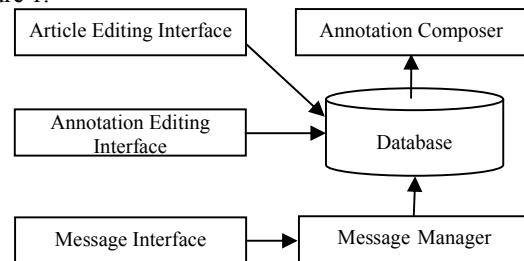 Article Editing Interface
Annotation Composer
Annotation Editing
Interface
Database
Message Interface
Message Manager